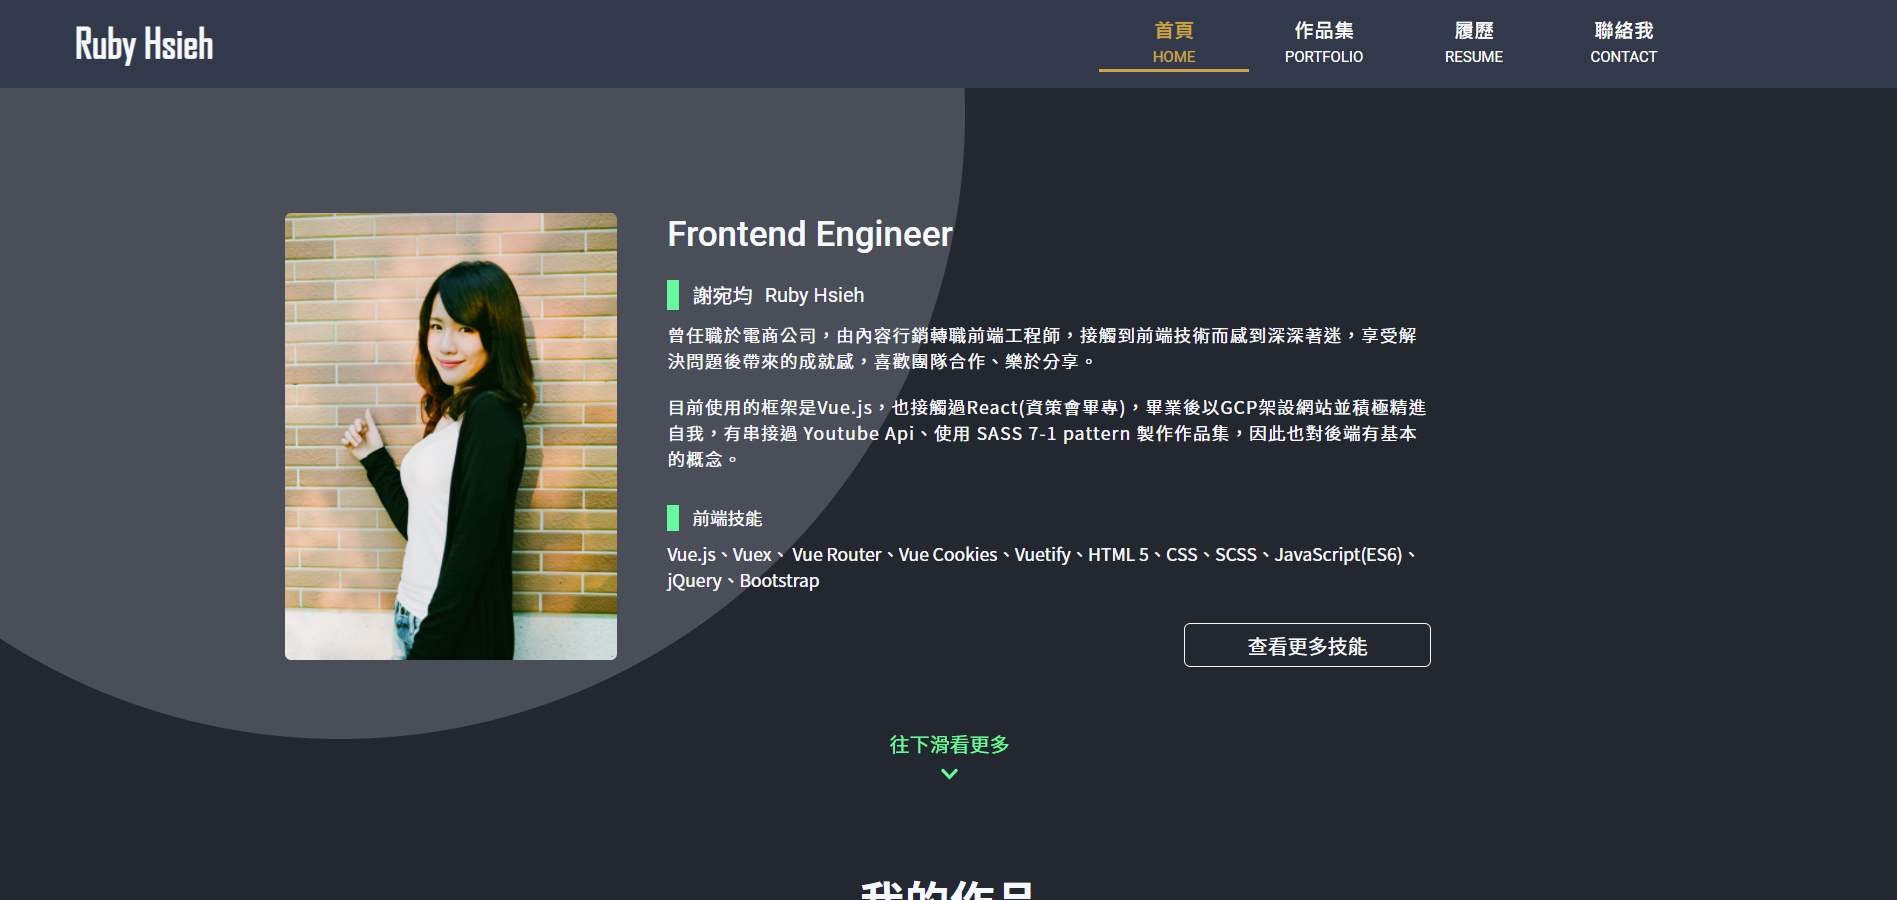 Ruby Hsieh
首頁
HOME
作品集
PORTFOLIO
履歷
RESUME
聯絡我
CONTACT
Frontend Engineer
謝宛均 Ruby Hsieh
曾任職於電商公司，由內容行銷轉職前端工程師，接觸到前端技術而感到深深著迷，享受解
決問題後帶來的成就感，喜歡團隊合作、樂於分享。
目前使用的框架是Vue.js，也接觸過React(資策會畢專)，畢業後以GCP架設網站並積極精進
自我，有串接過 Youtube Api、使用 SASS 7-1 pattern 製作作品集，因此也對後端有基本
的概念。
前端技能
Vue.js、Vuex、 Vue Router、Vue Cookies、Vuetify、HTML 5、CSS、SCSS、JavaScript(ES6)、
jQuery、Bootstrap
查看更多技能
往下滑看更多
我的作品